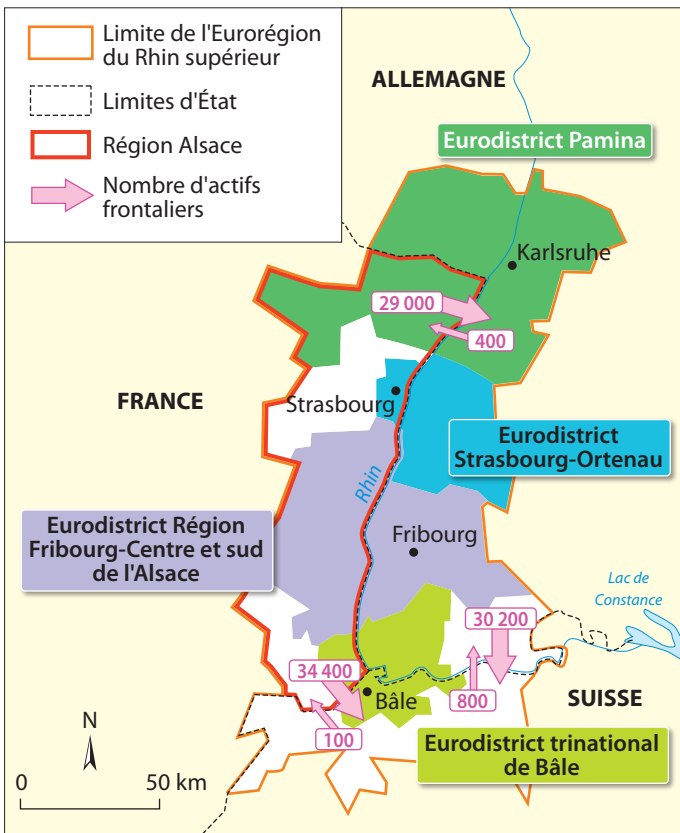 Limite de l'Eurorégion
du Rhin supérieur
Limites d'État
Région Alsace
Nombre d'actifs
frontaliers
ALLEMAGNE
Eurodistrict Pamina
Karlsruhe
29 000
400
FRANCE
Strasbourg
Eurodistrict
Strasbourg-Ortenau
Rhin
Eurodistrict Région
Fribourg-Centre et sud
de l'Alsace
Fribourg
Lac de
Constance
30 200
34 400
800
SUISSE
Bâle
100
Eurodistrict trinational
de Bâle
N
0 50 km